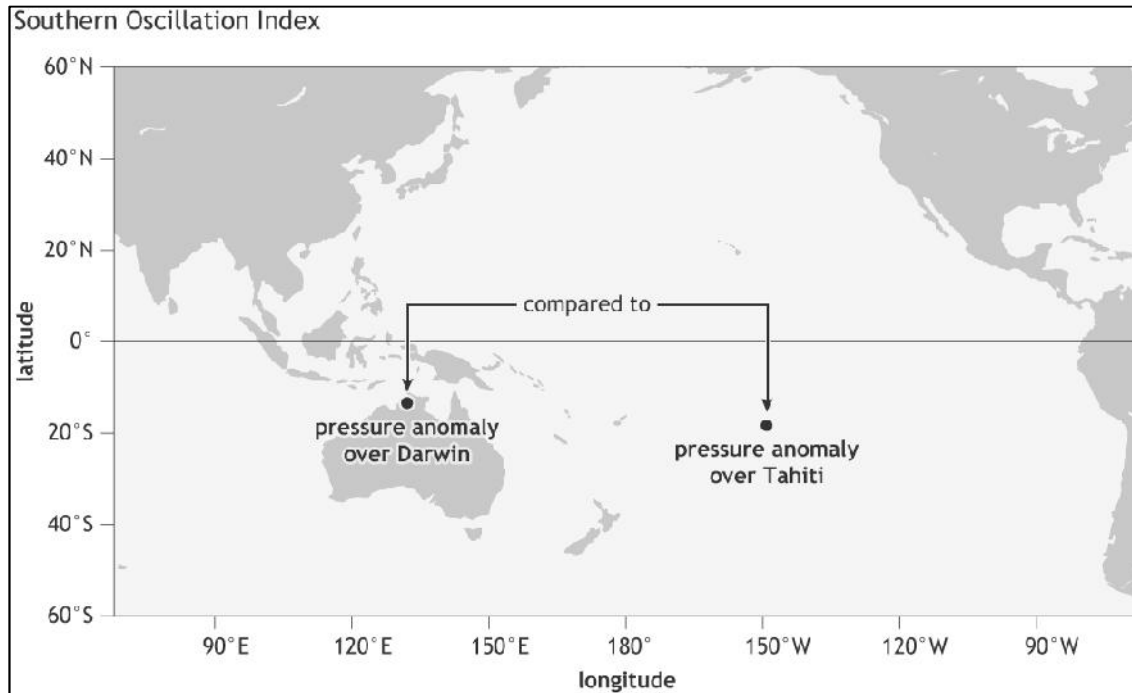 Southern Oscillation Index
60°N
40°N
20°N
0°
20°S
40°S
60°S
latitude
compared to
pressure anomaly
over Darwin
pressure anomaly
over Tahiti
90°E
120°E
150°E
180°
150°W
120°W
90°W
longitude